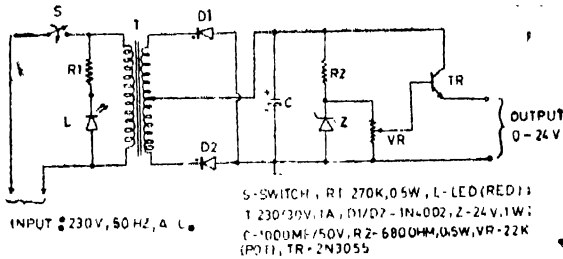 S
T
D1
R1
L
D2
C
R2
Z
VR
TR
OUTPUT
0-24V
INPUT : 230V, 50 HZ, A.C.
S-SWITCH, R1 270K, 0.5W, L-LED (RED)
T 230/30V, 1A, D1/D2-1N4002, Z-24V, 1W
C-1000MF/50V, R2-680OHM, 0.5W, VR-22K
(POT), TR-2N3055